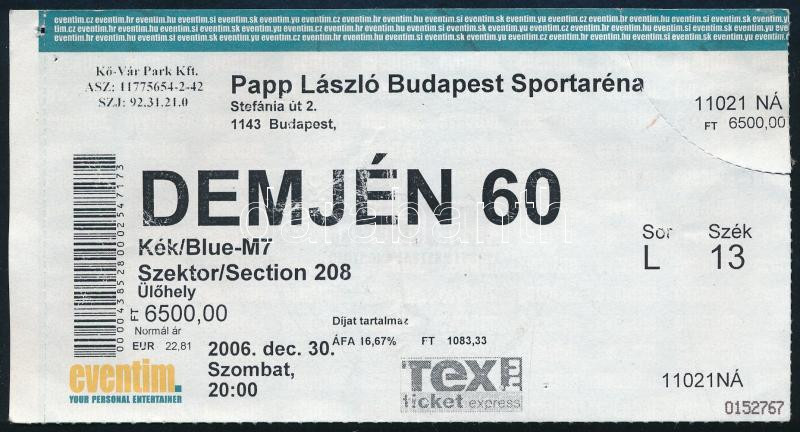 eventim.hr eventim.hu eventim.si eventim.sk eventim.yu eventim.cz
Kő-Vár Park Kft.
ASZ: 11775654-2-42
SZJ: 92.31.21.0
Papp László Budapest Sportaréna
Stefánia út 2.
1143 Budapest,
11021 NÁ
FT 6500,00
DEMJÉN 60
Kék/Blue-M7
Szektor/Section 208
Ülőhely
Sor Szék
L 13
FT 6500,00
Normál ár
EUR 22,81
Díjat tartalmaz
ÁFA 16,67% FT 1083,33
2006. dec. 30.
Szombat,
20:00
00004385280002547173
eventim.
YOUR PERSONAL ENTERTAINER
TEX
ticket express
11021NÁ
0152767